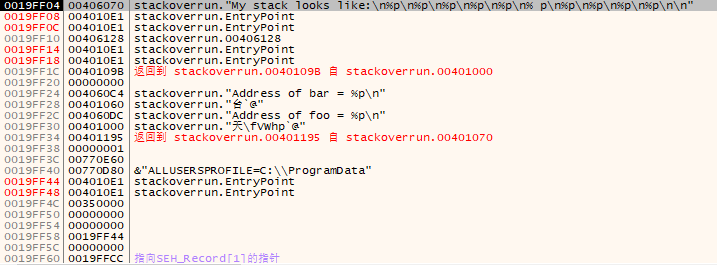 0019FF04 00406070 stackoverrun."My stack looks like:\n%p\n%p\n%p\n%p\n%p\n% p\n%p\n%p\n%p\n%p\n\n"
0019FF08 004010E1 stackoverrun.EntryPoint
0019FF0C 004010E1 stackoverrun.EntryPoint
0019FF10 00406128 stackoverrun.00406128
0019FF14 004010E1 stackoverrun.EntryPoint
0019FF18 004010E1 stackoverrun.EntryPoint
0019FF1C 0040109B 返回到 stackoverrun.0040109B 自 stackoverrun.00401000
0019FF20 00000000
0019FF24 004060C4 stackoverrun."Address of bar = %p\n"
0019FF28 00401060 stackoverrun."台`@"
0019FF2C 004060DC stackoverrun."Address of foo = %p\n"
0019FF30 00401000 stackoverrun."天\fVWhp`@"
0019FF34 00401195 返回到 stackoverrun.00401195 自 stackoverrun.00401070
0019FF38 00000001
0019FF3C 00770E60
0019FF40 00770D80 &"ALLUSERSPROFILE=C:\\ProgramData"
0019FF44 004010E1 stackoverrun.EntryPoint
0019FF48 004010E1 stackoverrun.EntryPoint
0019FF4C 00350000
0019FF50 00000000
0019FF54 00000000
0019FF58 0019FF44
0019FF5C 00000000
0019FF60 0019FFCC 指向SEH_Record[1]的指针